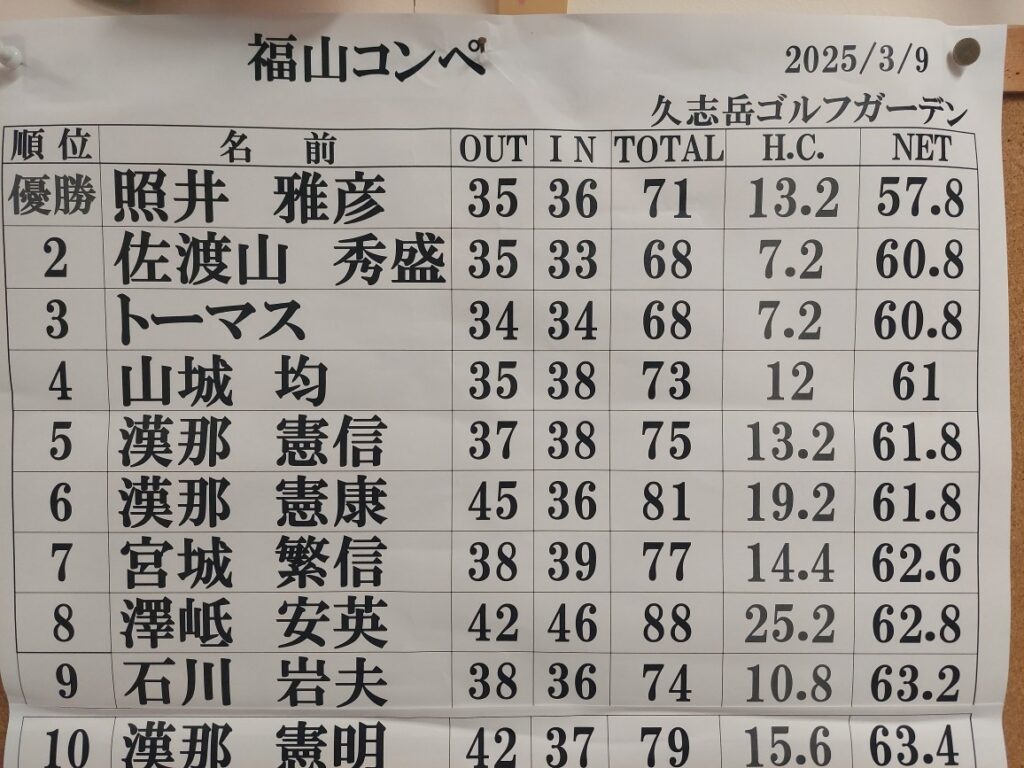 福山コンペ 2025/3/9
久志岳ゴルフガーデン
順位 名 前 OUT IN TOTAL H.C. NET
優勝 照井 雅彦 35 36 71 13.2 57.8
2 佐渡山 秀盛 35 33 68 7.2 60.8
3 トーマス 34 34 68 7.2 60.8
4 山城 均 35 38 73 12 61
5 漢那 憲信 37 38 75 13.2 61.8
6 漢那 憲康 45 36 81 19.2 61.8
7 宮城 繁信 38 39 77 14.4 62.6
8 澤岻 安英 42 46 88 25.2 62.8
9 石川 岩夫 38 36 74 10.8 63.2
10 漢那 憲明 42 37 79 15.6 63.4